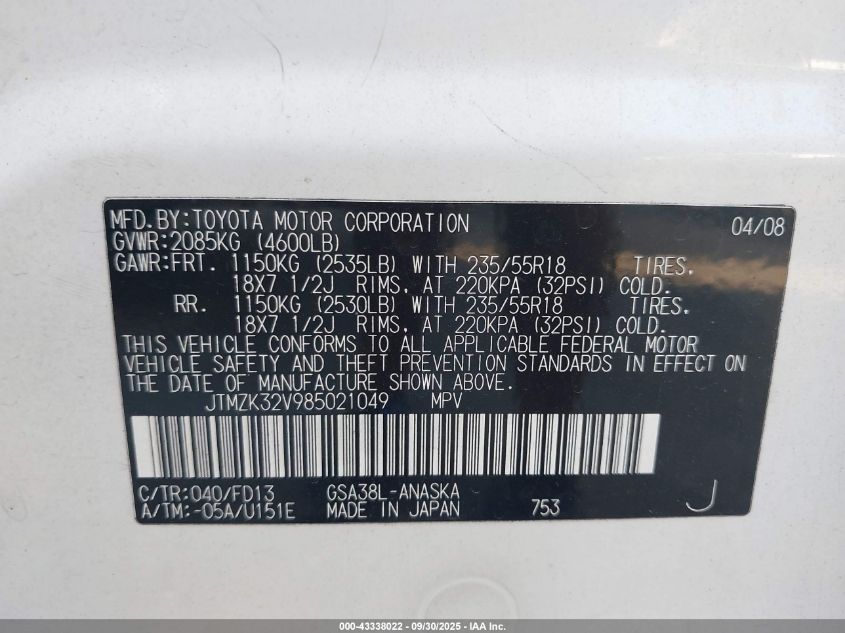 MFD.BY:TOYOTA MOTOR CORPORATION 04/08
GVWR:2085KG (4600LB)
GAWR:FRT. 1150KG (2535LB) WITH 235/55R18 TIRES.
18X7 1/2J RIMS. AT 220KPA (32PSI) COLD.
RR. 1150KG (2530LB) WITH 235/55R18 TIRES.
18X7 1/2J RIMS. AT 220KPA (32PSI) COLD.
THIS VEHICLE CONFORMS TO ALL APPLICABLE FEDERAL MOTOR
VEHICLE SAFETY AND THEFT PREVENTION STANDARDS IN EFFECT ON
THE DATE OF MANUFACTURE SHOWN ABOVE.
JTMZK32V985021049 MPV
C/TR:040/FD13 GSA38L-ANASKA J
A/TM:-05A/U151E MADE IN JAPAN 753
000-43338022 - 09/30/2025 - IAA Inc.